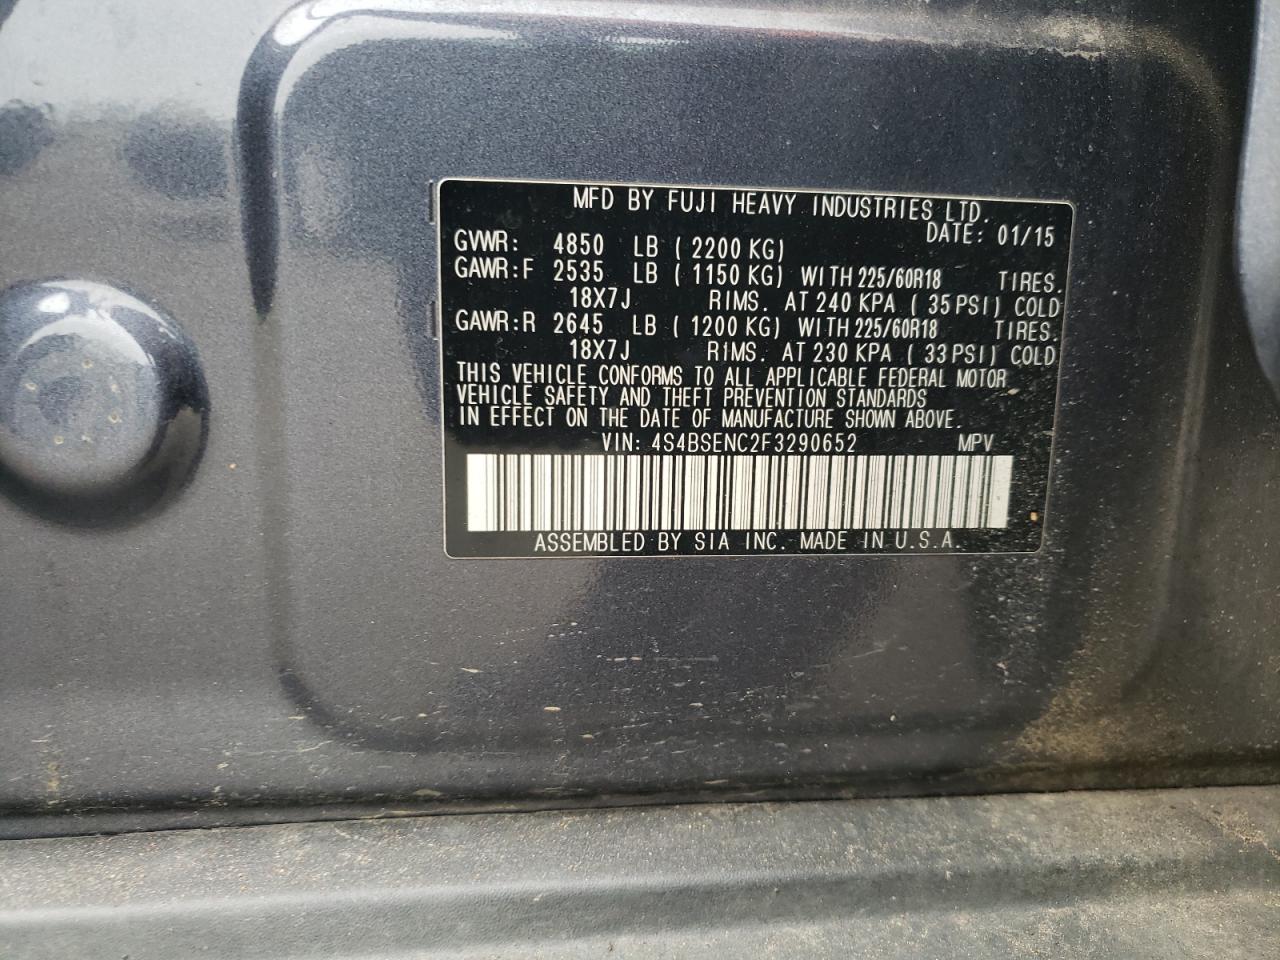 MFD BY FUJI HEAVY INDUSTRIES LTD.
DATE: 01/15
GVWR: 4850 LB ( 2200 KG)
GAWR:F 2535 LB ( 1150 KG) WITH 225/60R18 TIRES.
18X7J RIMS. AT 240 KPA ( 35 PSI) COLD
GAWR:R 2645 LB ( 1200 KG) WITH 225/60R18 TIRES.
18X7J RIMS. AT 230 KPA ( 33 PSI) COLD
THIS VEHICLE CONFORMS TO ALL APPLICABLE FEDERAL MOTOR
VEHICLE SAFETY AND THEFT PREVENTION STANDARDS
IN EFFECT ON THE DATE OF MANUFACTURE SHOWN ABOVE.
VIN: 4S4BSENC2F3290652 MPV
ASSEMBLED BY SIA INC. MADE IN U.S.A.